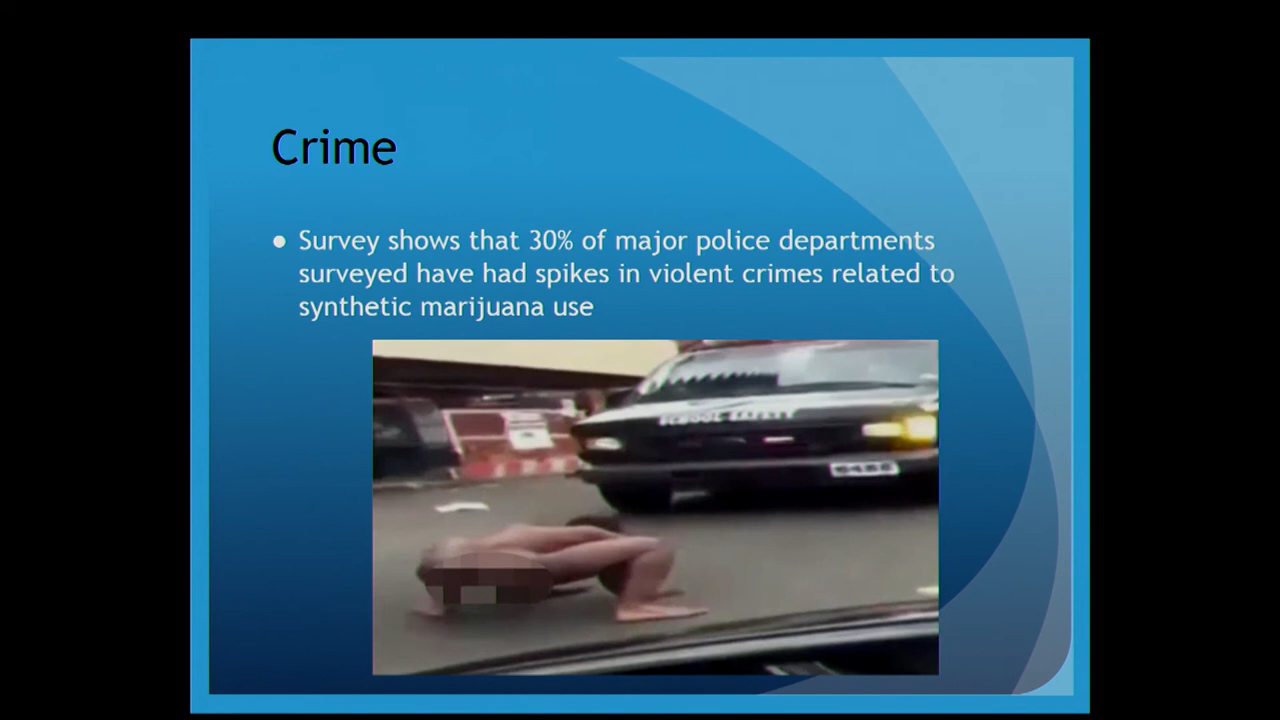 Crime
● Survey shows that 30% of major police departments
surveyed have had spikes in violent crimes related to
synthetic marijuana use
SCHOOL SAFETY